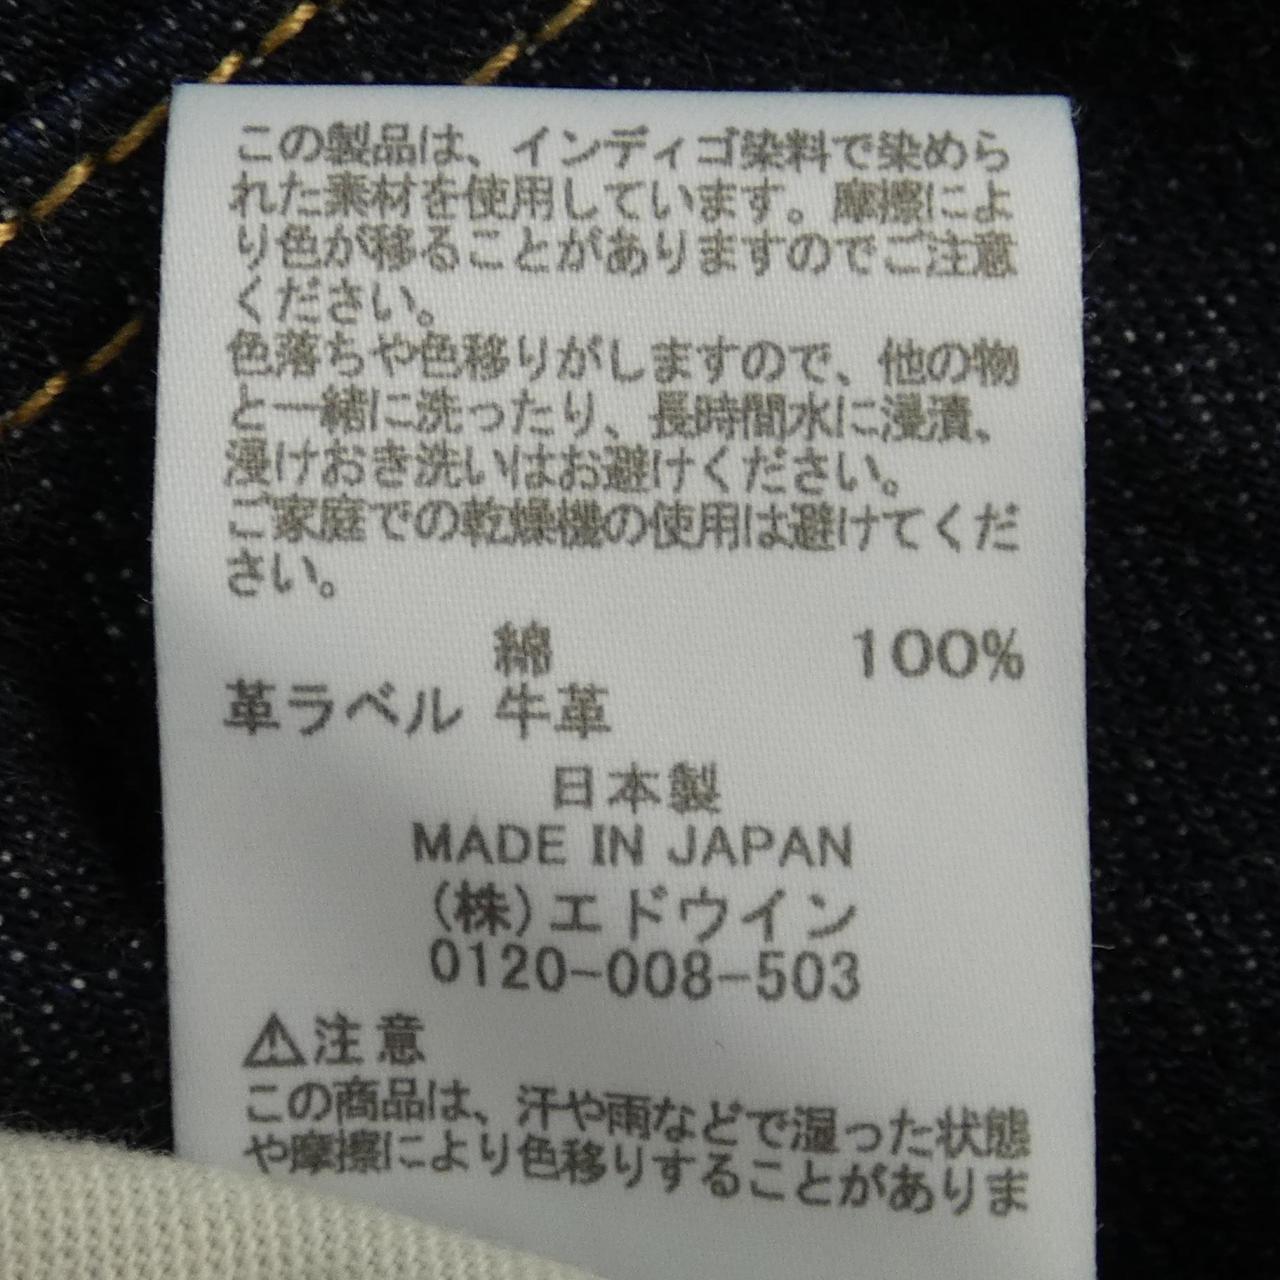 この製品は、インディゴ染料で染めら
れた素材を使用しています。摩擦によ
り色が移ることがありますのでご注意
ください。
色落ちや色移りがしますので、他の物
と一緒に洗ったり、長時間水に浸漬、
浸けおき洗いはお避けください。
ご家庭での乾燥機の使用は避けてくだ
さい。
綿 100%
革ラベル 牛革
日本製
MADE IN JAPAN
(株)エドウイン
0120-008-503
⚠注意
この商品は、汗や雨などで湿った状態
や摩擦により色移りすることがありま